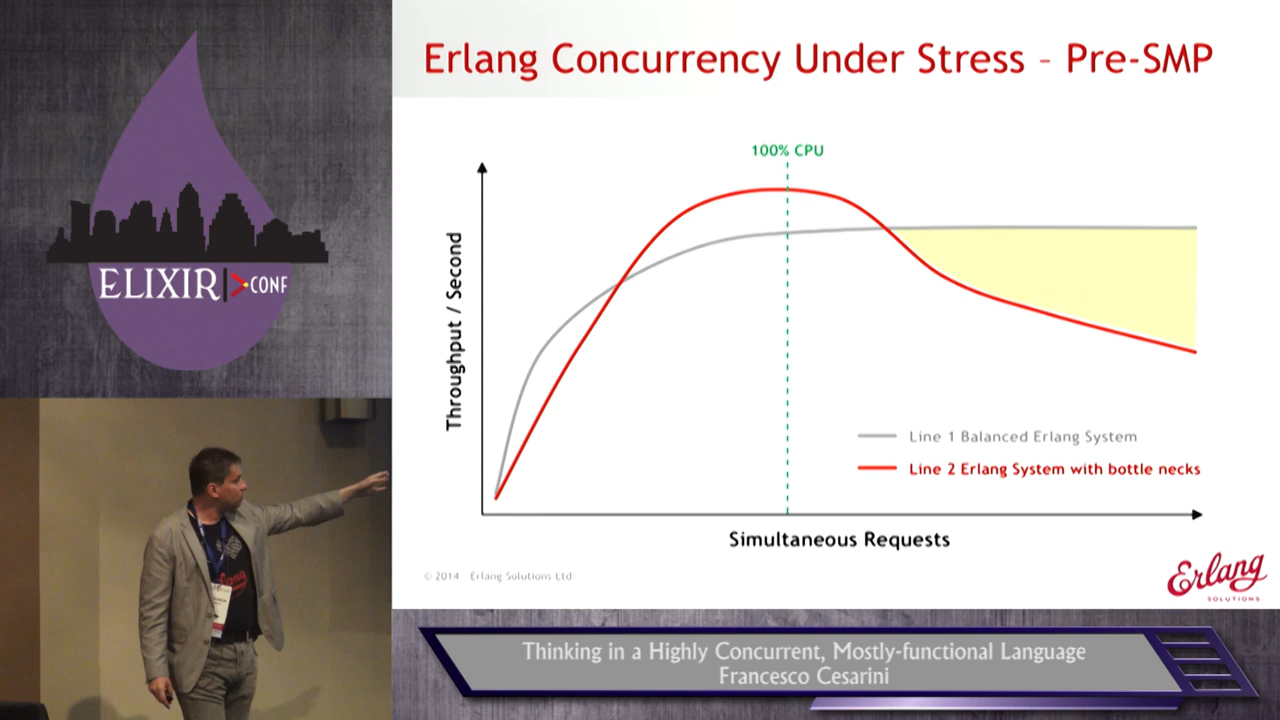 Erlang Concurrency Under Stress – Pre-SMP
100% CPU
Throughput / Second
Line 1 Balanced Erlang System
Line 2 Erlang System with bottle necks
Simultaneous Requests
© 2014 Erlang Solutions Ltd
Erlang
SOLUTIONS
ELIXIR CONF
Erlang
Thinking in a Highly Concurrent, Mostly-functional Language
Francesco Cesarini